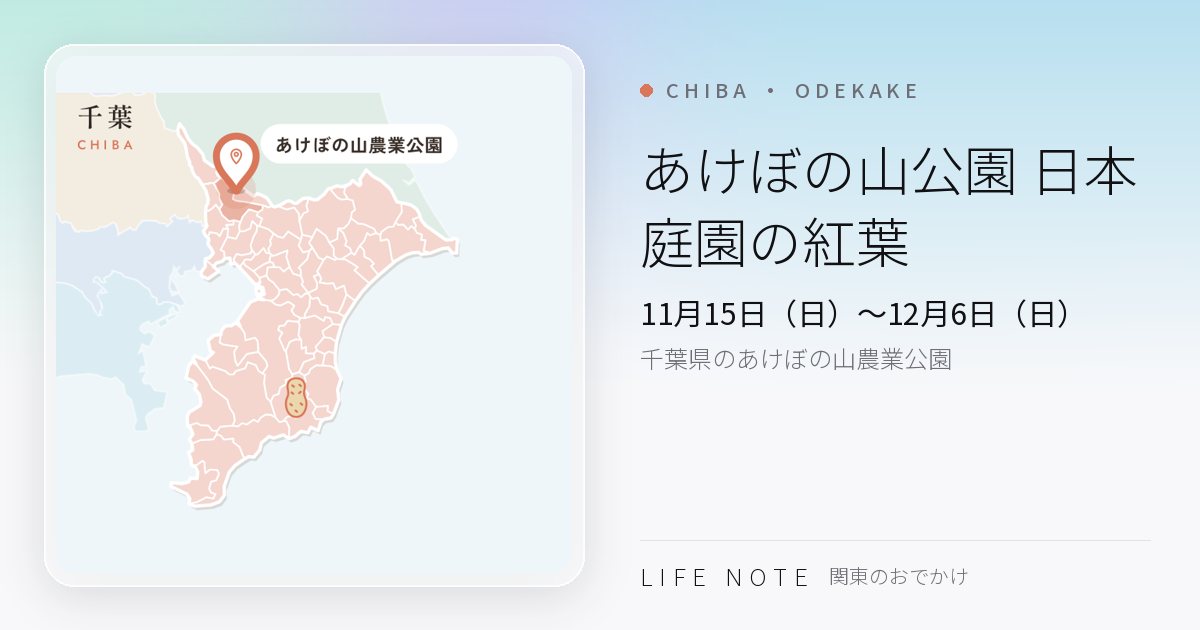 千葉
CHIBA
あけぼの山農業公園
CHIBA ・ ODEKAKE
あけぼの山公園 日本
庭園の紅葉
11月15日（日）〜12月6日（日）
千葉県のあけぼの山農業公園
LIFE NOTE 関東のおでかけ